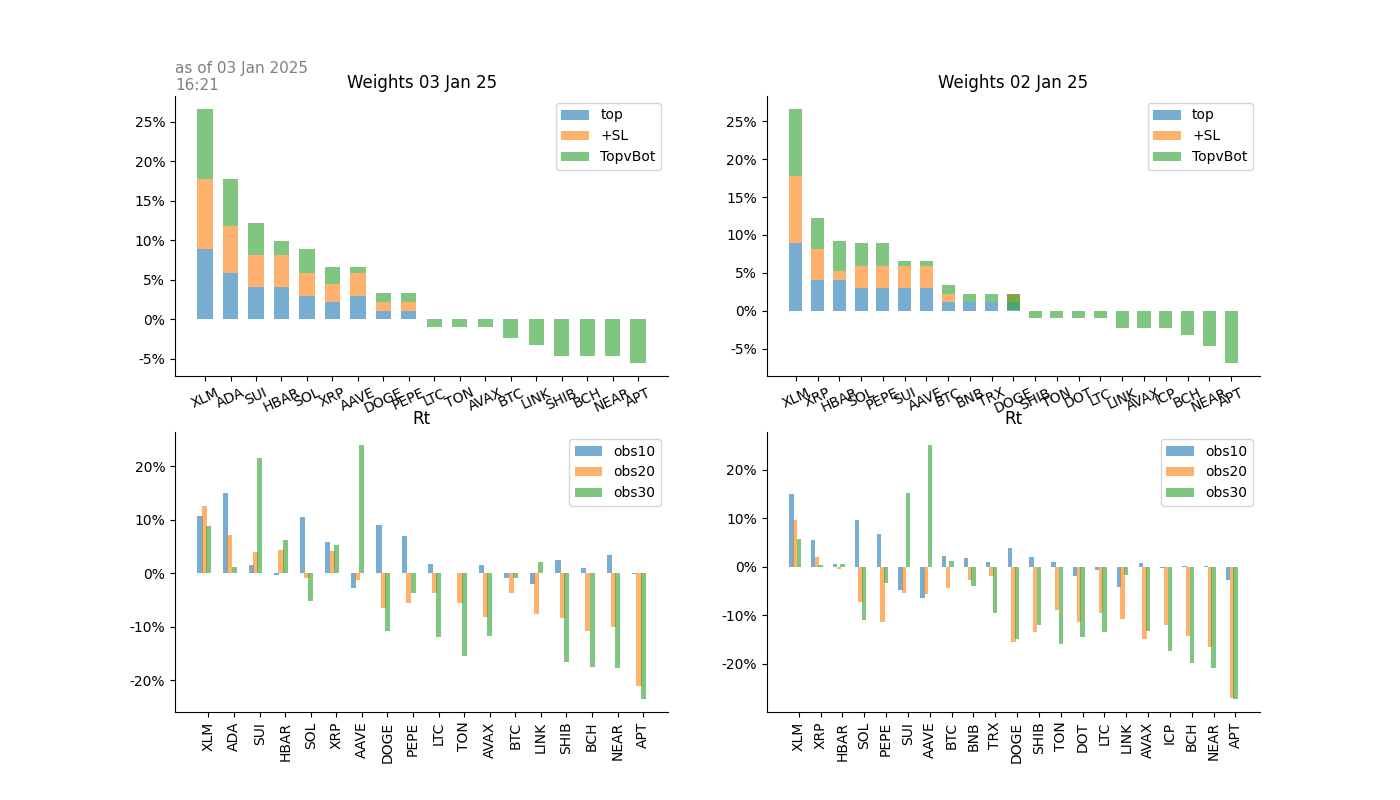 as of 03 Jan 2025
16:21
Weights 03 Jan 25
25%
20%
15%
10%
5%
0%
-5%
top
+SL
TopvBot
XLM ADA SUI HBAR SOL XRP AAVE DOGE PEPE LTC TON AVAX BTC LINK SHIB BCH NEAR APT
Weights 02 Jan 25
25%
20%
15%
10%
5%
0%
-5%
top
+SL
TopvBot
XLM XRP HBAR SOL PEPE SUI AAVE BTC BNB TRX DOGE SHIB TON DOT LTC LINK AVAX ICP BCH NEAR APT
Rt
20%
10%
0%
-10%
-20%
obs10
obs20
obs30
XLM ADA SUI HBAR SOL XRP AAVE DOGE PEPE LTC TON AVAX BTC LINK SHIB BCH NEAR APT
Rt
20%
10%
0%
-10%
-20%
obs10
obs20
obs30
XLM XRP HBAR SOL PEPE SUI AAVE BTC BNB TRX DOGE SHIB TON DOT LTC LINK AVAX ICP BCH NEAR APT